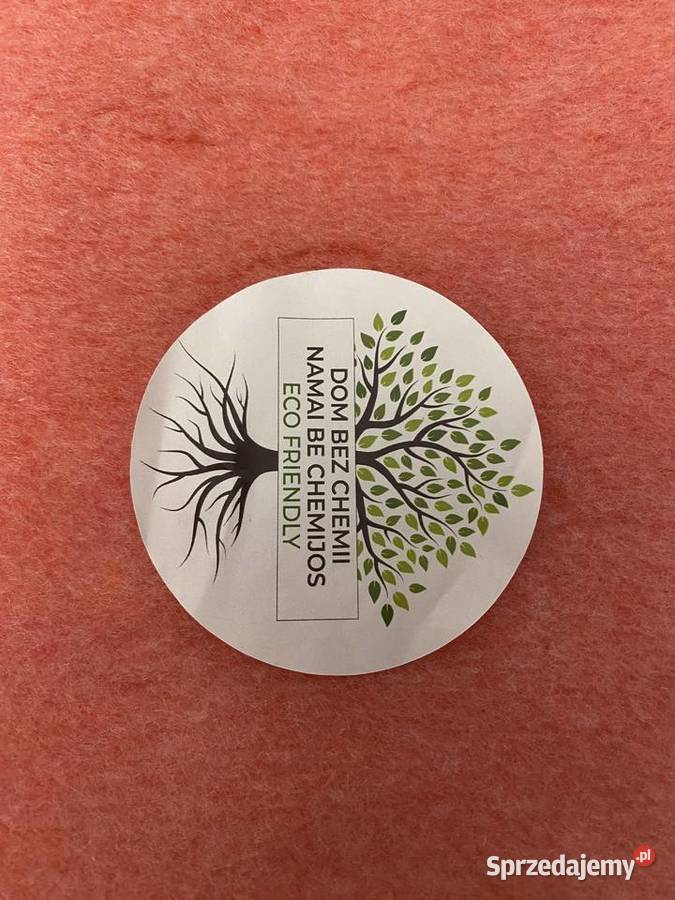 DOM BEZ CHEMII
NAMAI BE CHEMIJOS
ECO FRIENDLY
Sprzedajemy.pl